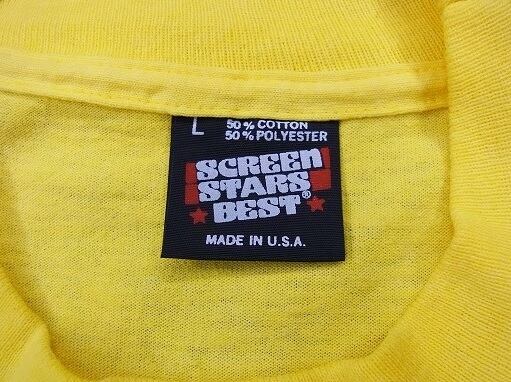 L 50% COTTON
50% POLYESTER
SCREEN
STARS
BEST®
MADE IN U.S.A.